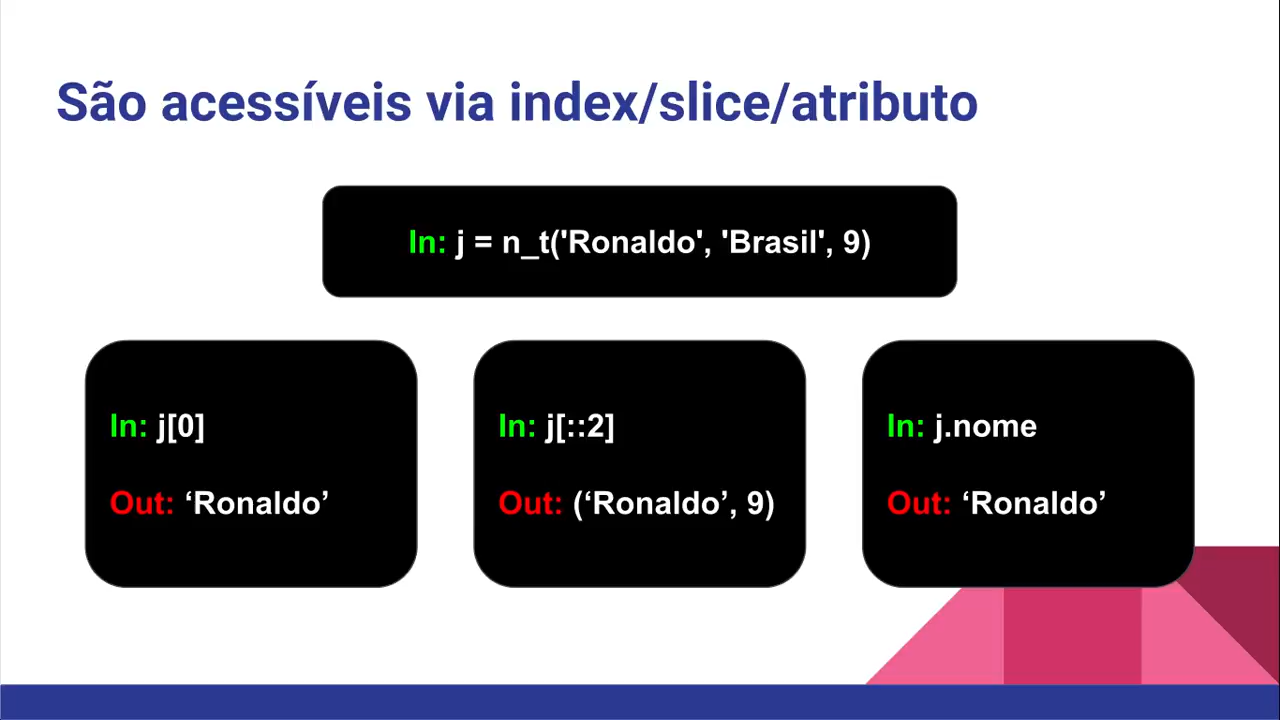 São acessíveis via index/slice/atributo
In: j = n_t('Ronaldo', 'Brasil', 9)
In: j[0]
Out: ‘Ronaldo’
In: j[::2]
Out: (‘Ronaldo’, 9)
In: j.nome
Out: ‘Ronaldo’